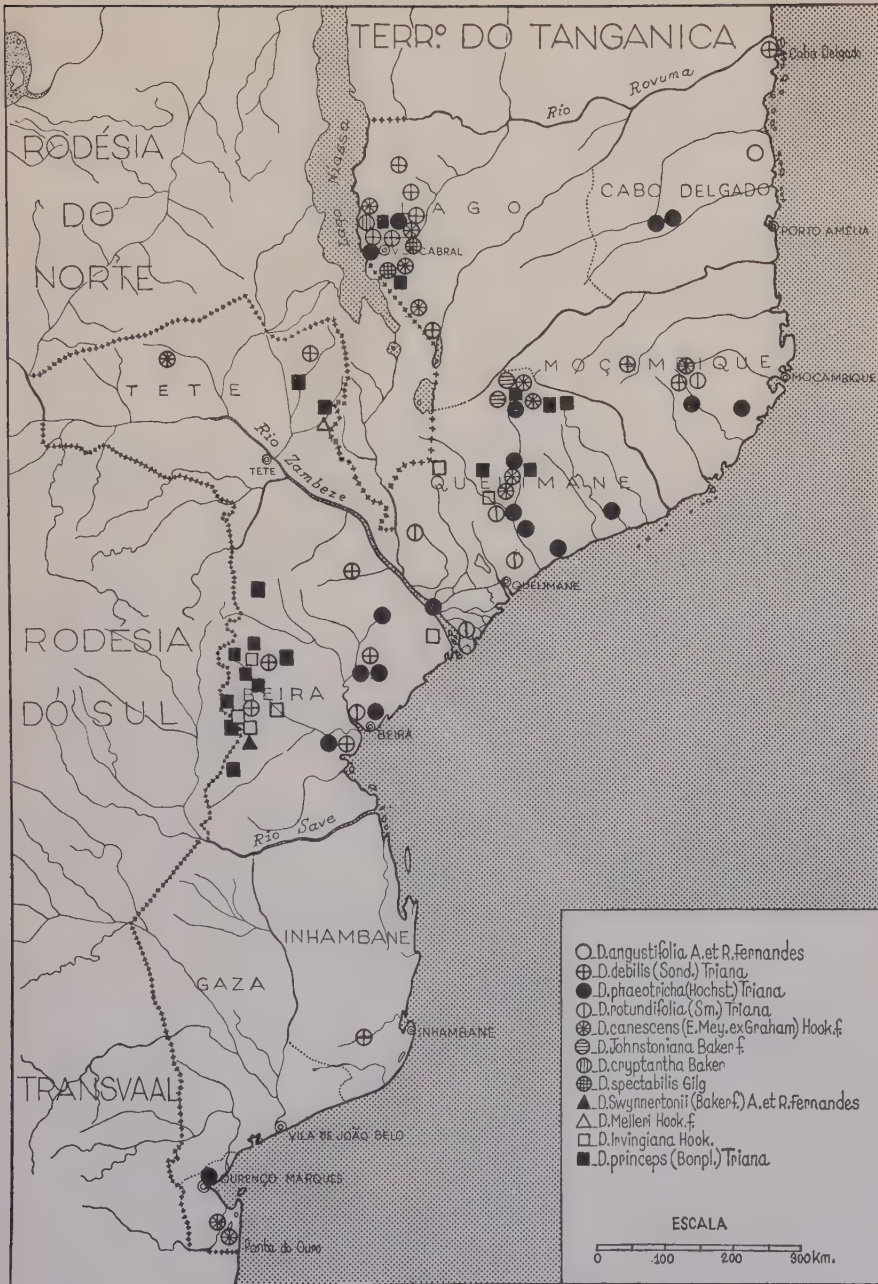 TERRº. DO TANGANICA
Cabo Delgado
Rio Rovuma
RODÉSIA
DO
NORTE
Lago Niassa
LAGO
CABO DELGADO
PORTO AMÉLIA
V. CABRAL
MOÇAMBIQUE
MOÇAMBIQUE
TETE
Rio Zambeze
TETE
QUELIMANE
QUELIMANE
RODÉSIA
DO SUL
BEIRA
BEIRA
Rio Save
INHAMBANE
GAZA
INHAMBANE
TRANSVAAL
VILA DE JOÃO BELO
LOURENÇO MARQUES
Ponta do Ouro
D. angustifolia A. et R. Fernandes
D. debilis (Sond.) Triana
D. phaeotricha (Hochst.) Triana
D. rotundifolia (Sm.) Triana
D. canescens (E. Mey. ex Graham) Hook. f.
D. Johnstoniana Baker f.
D. cryptantha Baker
D. spectabilis Gilg
D. Swynnertonii (Baker f.) A. et R. Fernandes
D. Melleri Hook. f.
D. Irvingiana Hook.
D. princeps (Bonpl.) Triana
ESCALA
0 100 200 300 Km.